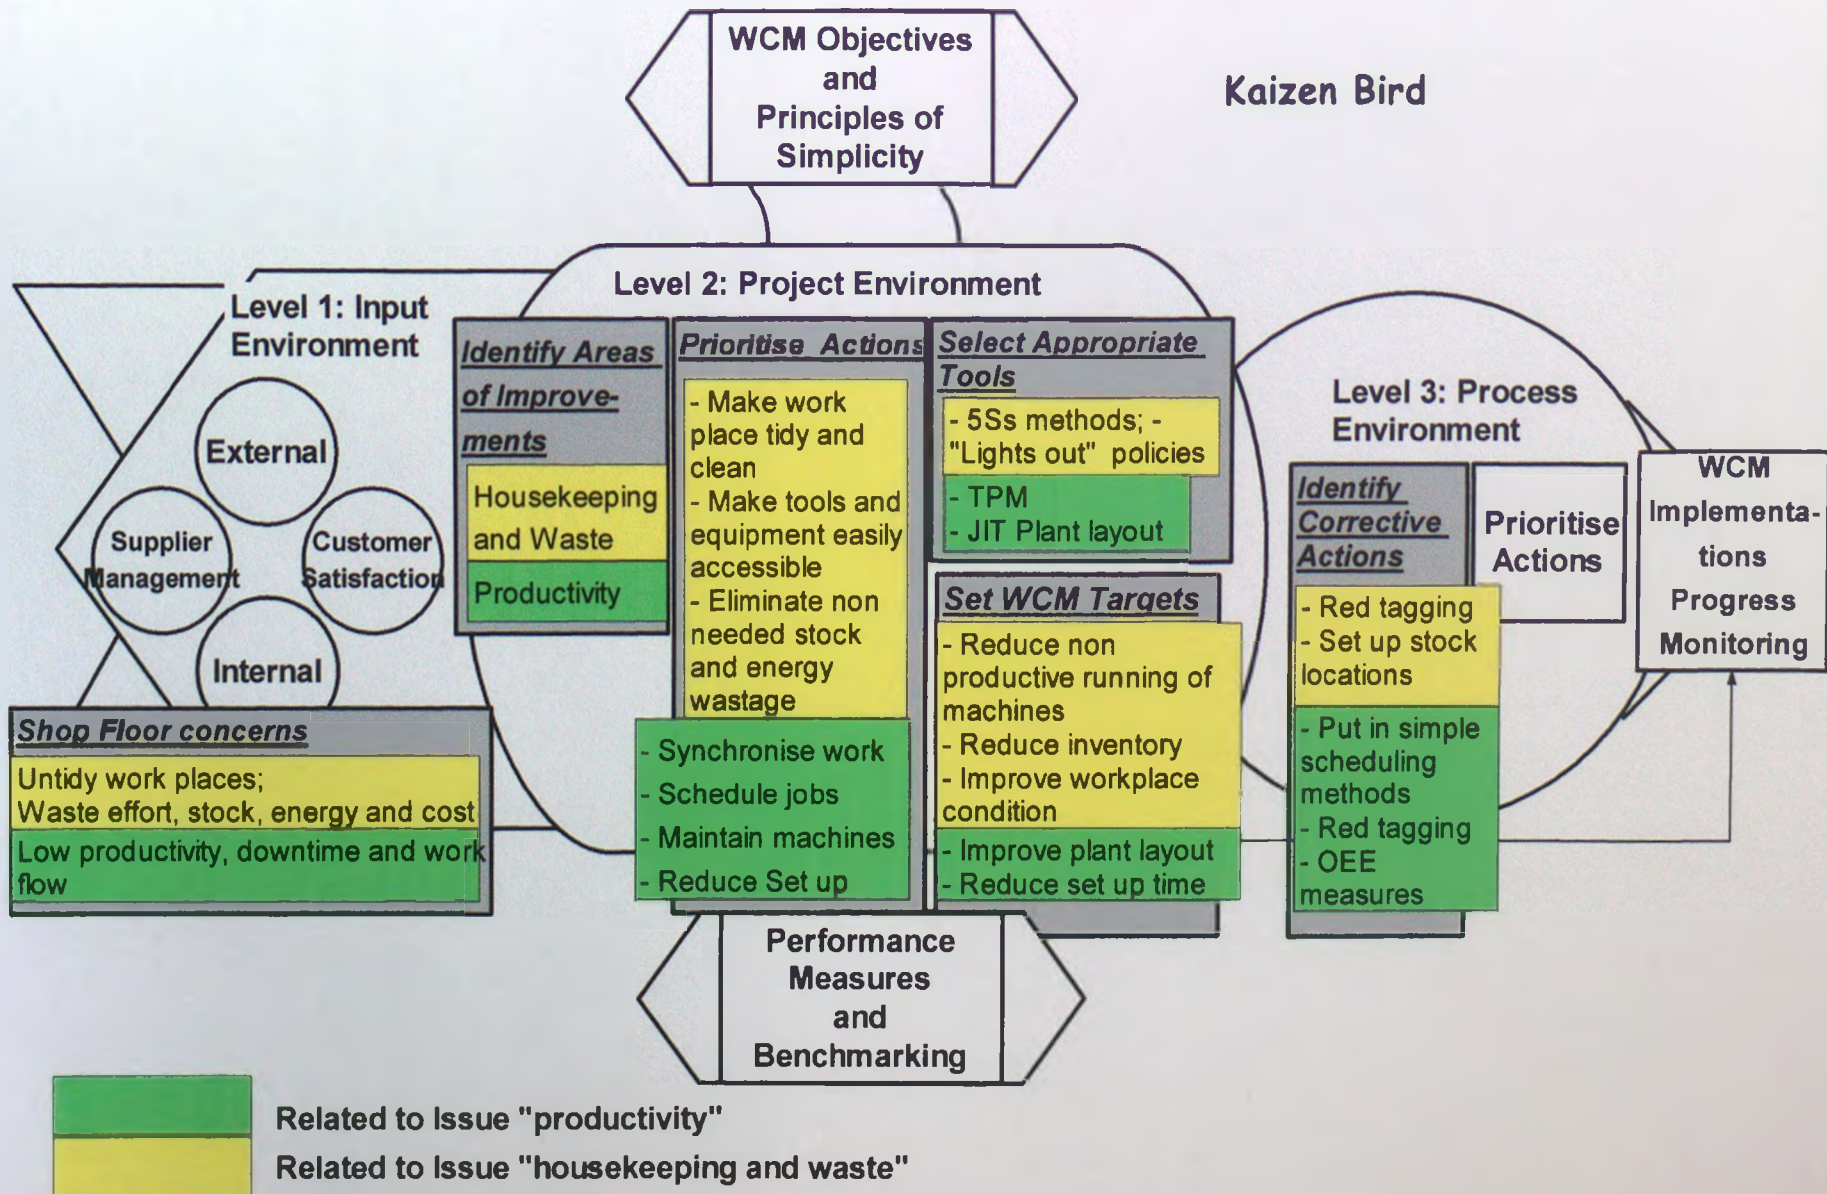 WCM Objectives
and
Principles of
Simplicity
Kaizen Bird
Level 1: Input
Environment
External
Supplier
Management
Customer
Satisfaction
Internal
Shop Floor concerns
Untidy work places;
Waste effort, stock, energy and cost
Low productivity, downtime and work
flow
Level 2: Project Environment
Identify Areas
of Improve-
ments
Housekeeping
and Waste
Productivity
Prioritise Actions
- Make work
place tidy and
clean
- Make tools and
equipment easily
accessible
- Eliminate non
needed stock
and energy
wastage
- Synchronise work
- Schedule jobs
- Maintain machines
- Reduce Set up
Select Appropriate
Tools
- 5Ss methods; -
"Lights out" policies
- TPM
- JIT Plant layout
Set WCM Targets
- Reduce non
productive running of
machines
- Reduce inventory
- Improve workplace
condition
- Improve plant layout
- Reduce set up time
Level 3: Process
Environment
Identify
Corrective
Actions
- Red tagging
- Set up stock
locations
- Put in simple
scheduling
methods
- Red tagging
- OEE
measures
Prioritise
Actions
WCM
Implementa-
tions
Progress
Monitoring
Performance
Measures
and
Benchmarking
Related to Issue "productivity"
Related to Issue "housekeeping and waste"